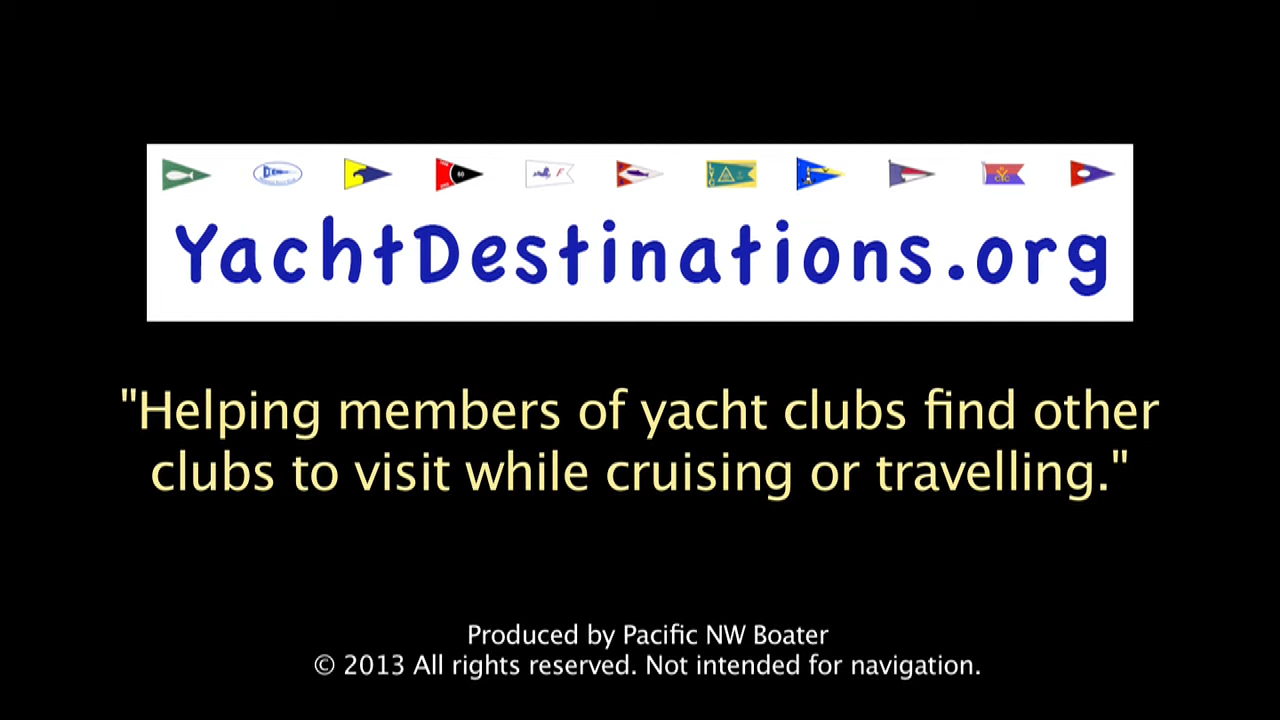 YachtDestinations.org
"Helping members of yacht clubs find other
clubs to visit while cruising or travelling."
Produced by Pacific NW Boater
© 2013 All rights reserved. Not intended for navigation.